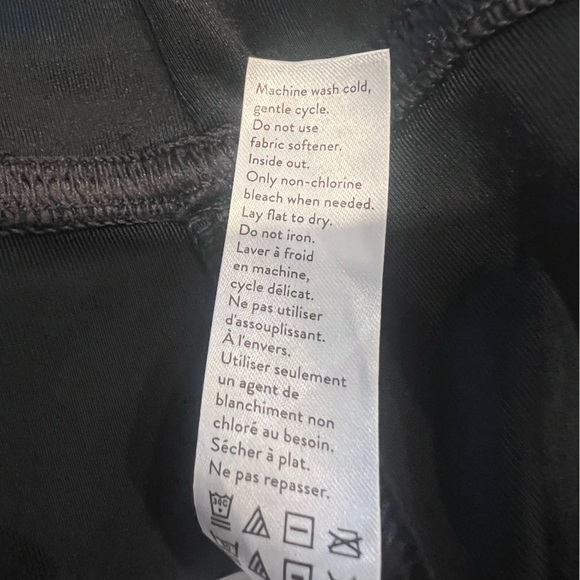 Machine wash cold,
gentle cycle.
Do not use
fabric softener.
Inside out.
Only non-chlorine
bleach when needed.
Lay flat to dry.
Do not iron.
Laver à froid
en machine,
cycle délicat.
Ne pas utiliser
d'assouplissant.
À l'envers.
Utiliser seulement
un agent de
blanchiment non
chloré au besoin.
Sécher à plat.
Ne pas repasser.
30C